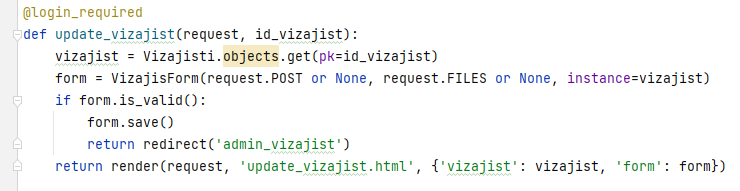 @login_required
def update_vizajist(request, id_vizajist):
    vizajist = Vizajisti.objects.get(pk=id_vizajist)
    form = VizajisForm(request.POST or None, request.FILES or None, instance=vizajist)
    if form.is_valid():
        form.save()
        return redirect('admin_vizajist')
    return render(request, 'update_vizajist.html', {'vizajist': vizajist, 'form': form})